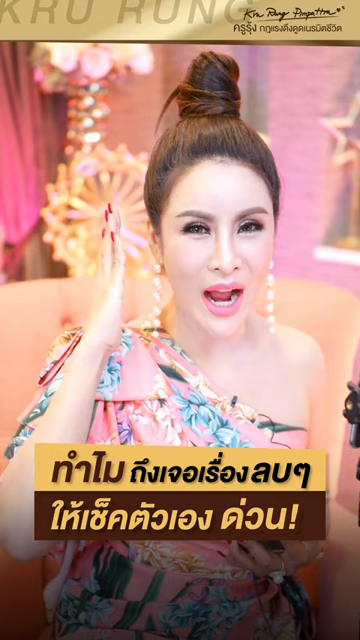 KRU RUNG
Kru Rung Pinpattra
ครูรุ้ง กฎแรงดึงดูดเนรมิตชีวิต
ทำไม ถึงเจอเรื่อง ลบๆ
ให้เช็คตัวเอง ด่วน!